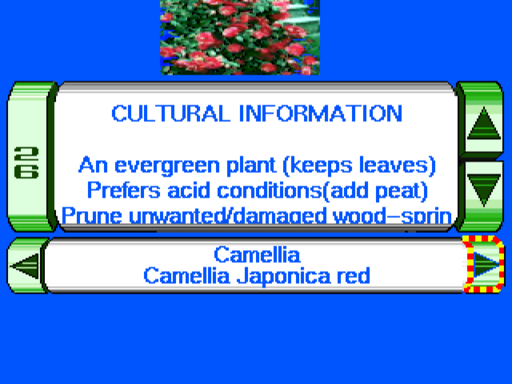 CULTURAL INFORMATION
26
An evergreen plant (keeps leaves)
Prefers acid conditions(add peat)
Prune unwanted/damaged wood-sprin
Camellia
Camellia Japonica red